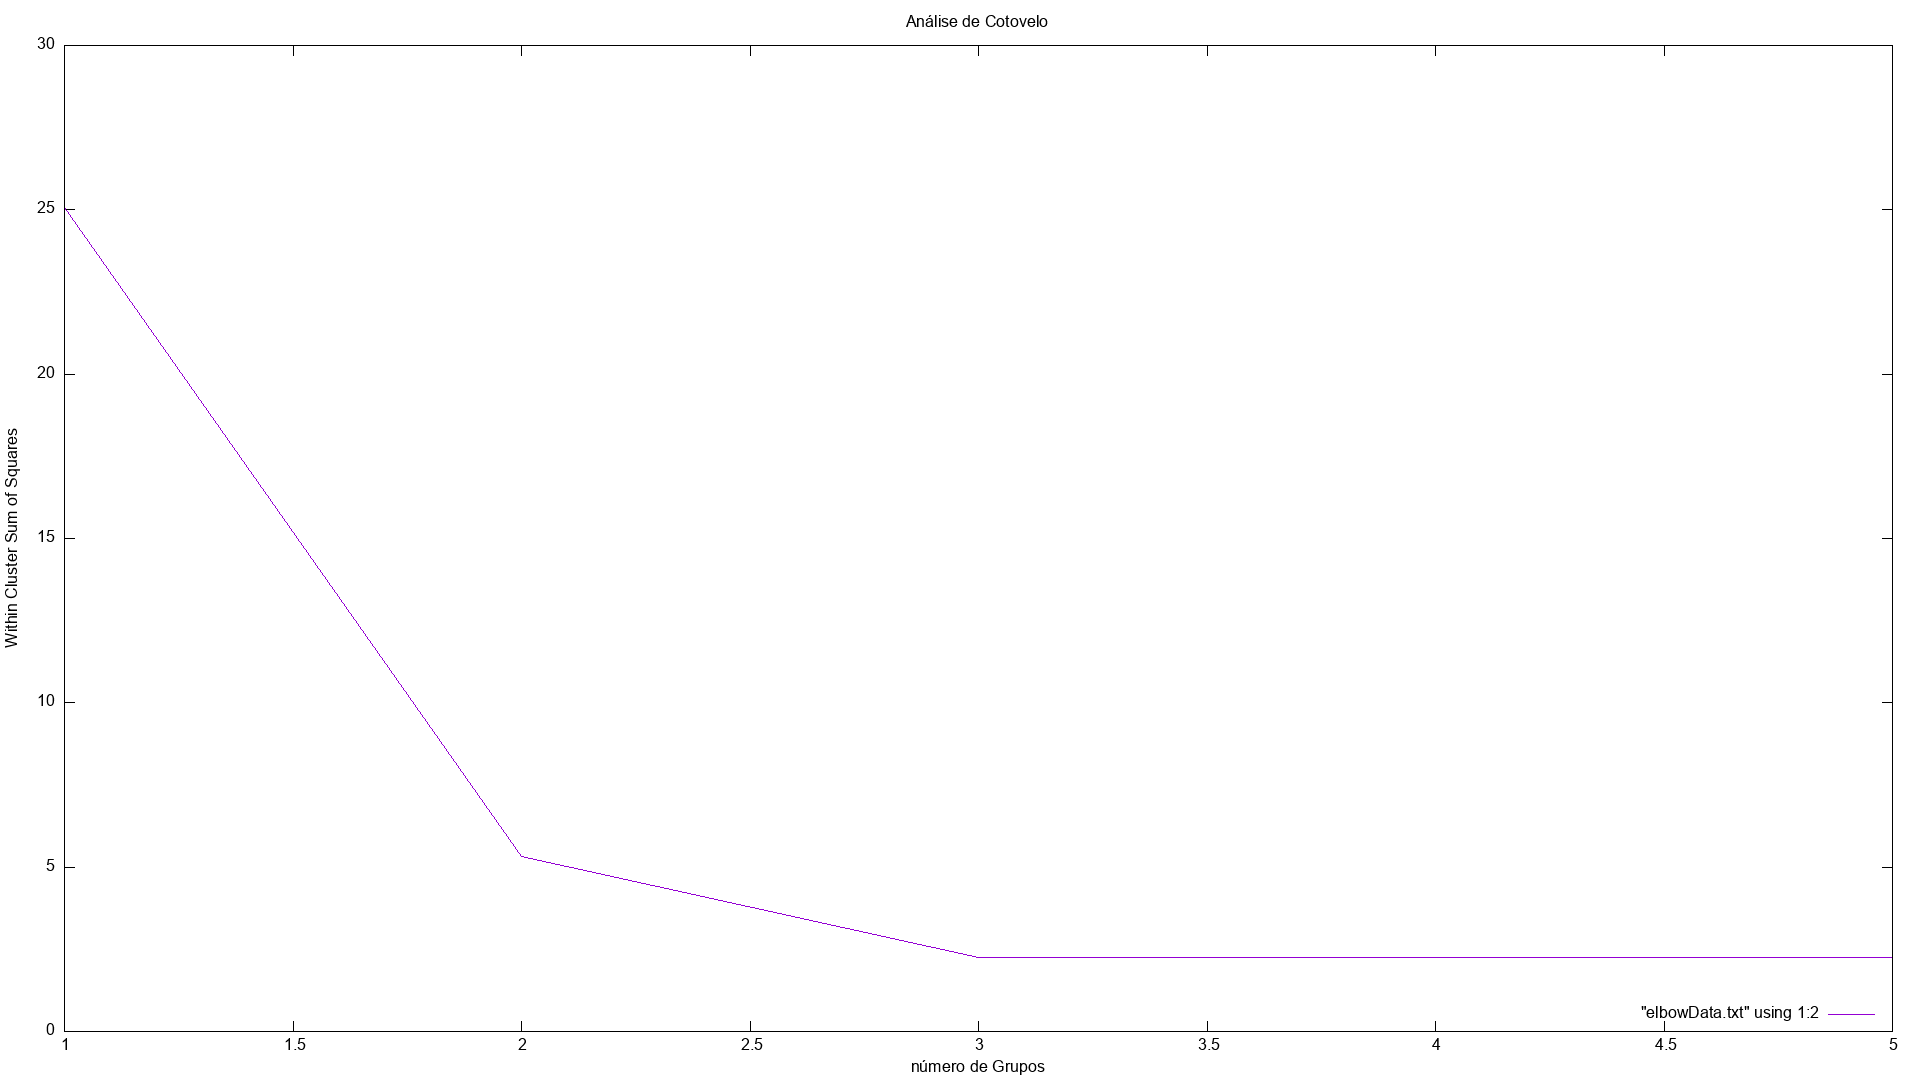 Análise de Cotovelo
30
25
20
15
10
5
0
Within Cluster Sum of Squares
"elbowData.txt" using 1:2
1 1.5 2 2.5 3 3.5 4 4.5 5
número de Grupos